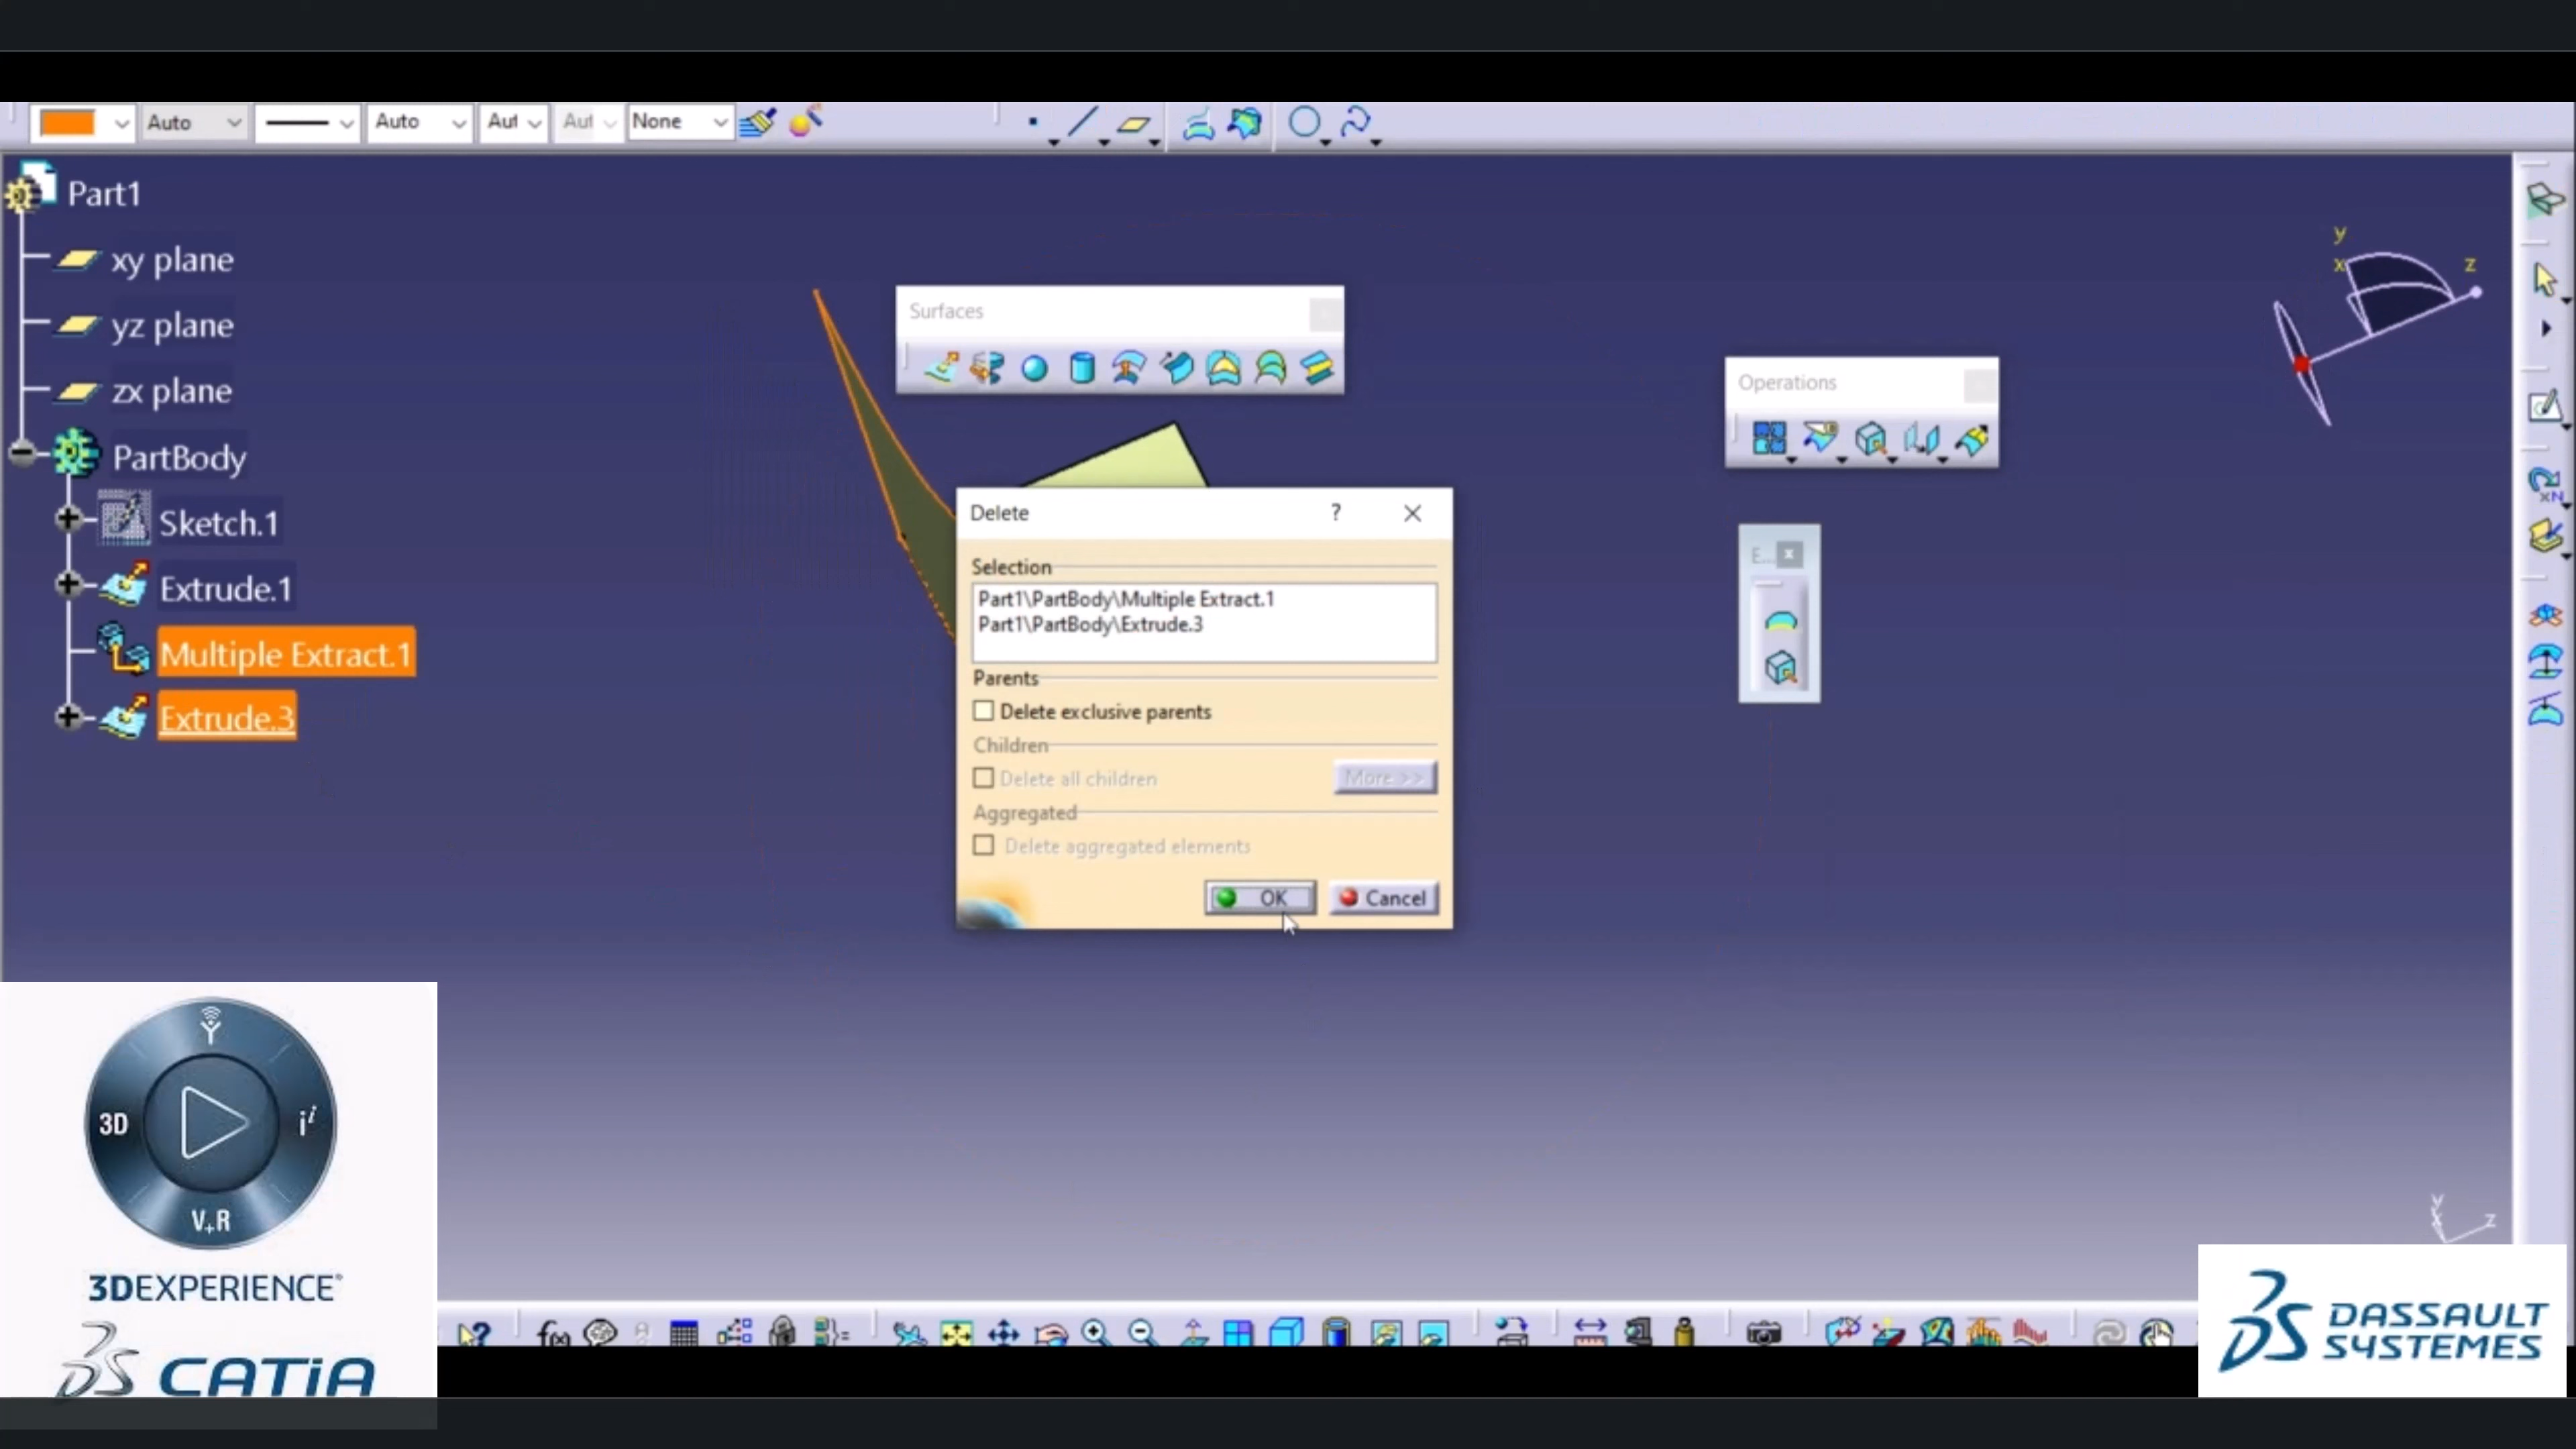 Auto
Auto
Aut
Aut
None
Part1
xy plane
yz plane
zx plane
PartBody
Sketch.1
Extrude.1
Multiple Extract.1
Extrude.3
Surfaces
Operations
E...
y
x
z
Delete
?
Selection
Part1\PartBody\Multiple Extract.1
Part1\PartBody\Extrude.3
Parents
Delete exclusive parents
Children
Delete all children
More >>
Aggregated
Delete aggregated elements
OK
Cancel
xN
y
x
z
3D
i i
V+R
3DEXPERIENCE®
CATIA
f(x)
DASSAULT
SYSTEMES